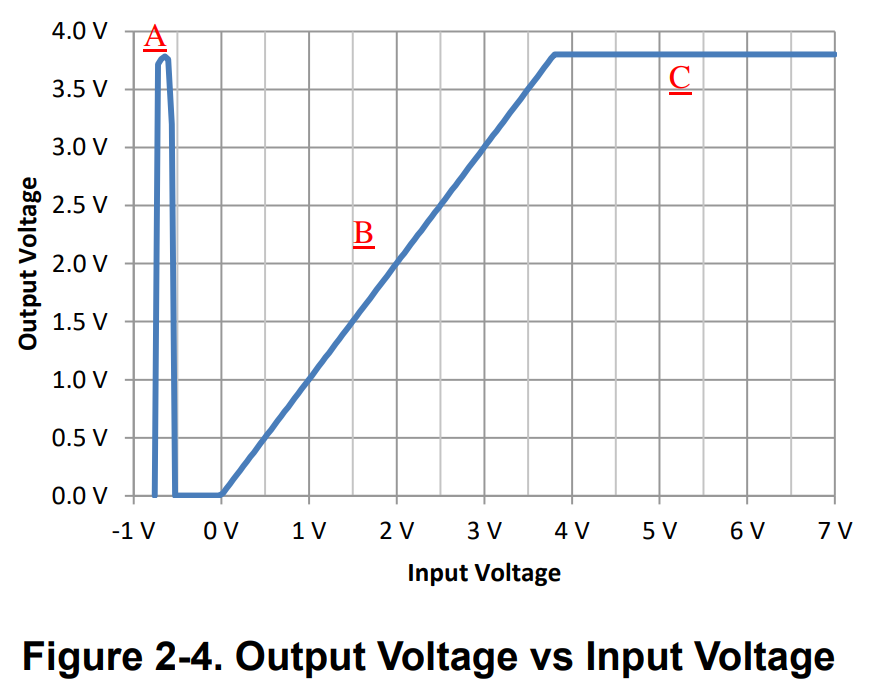 4.0 V
A
3.5 V
C
3.0 V
2.5 V
B
2.0 V
1.5 V
1.0 V
0.5 V
0.0 V
Output Voltage
-1 V 0 V 1 V 2 V 3 V 4 V 5 V 6 V 7 V
Input Voltage
Figure 2-4. Output Voltage vs Input Voltage